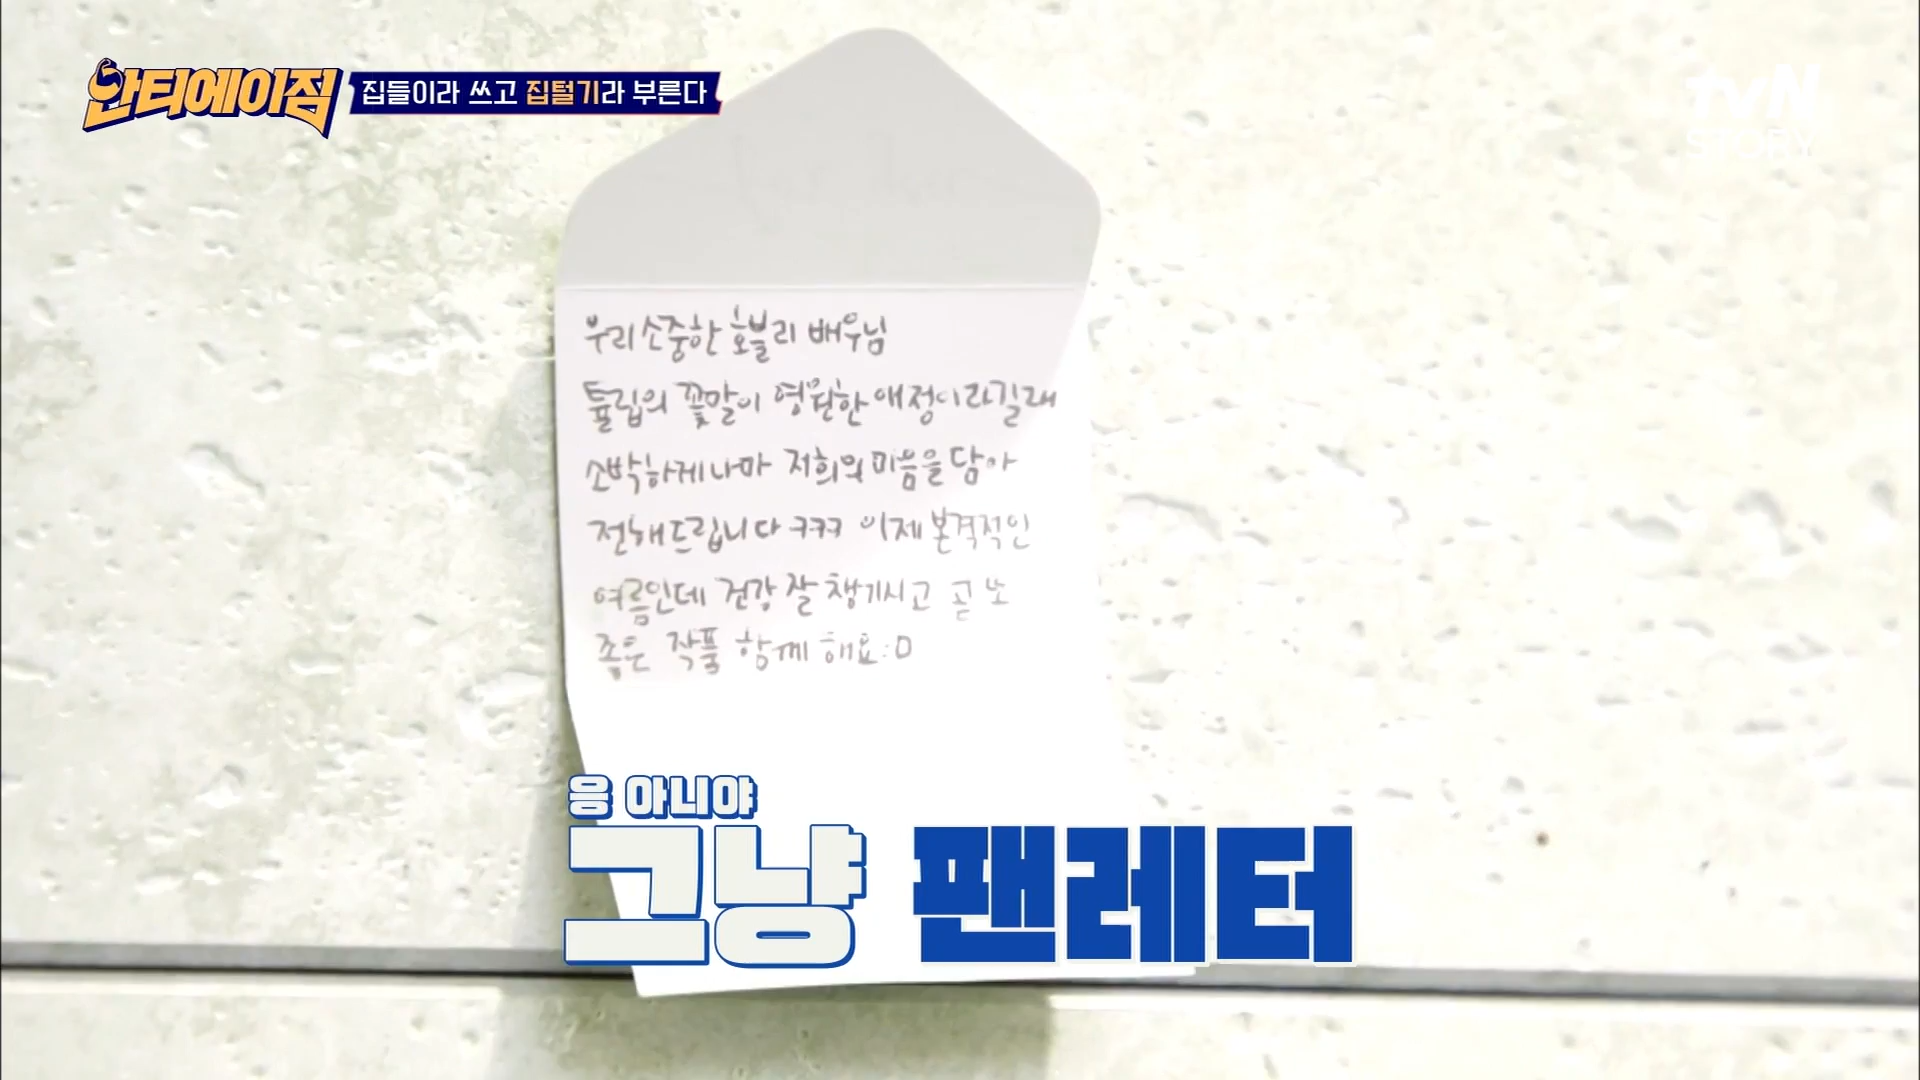 안티에이점
집들이라 쓰고 집털기라 부른다
tvN
STORY
우리 소중한 호블리 배우님
튤립의 꽃말이 영원한 애정이라길래
소박하게나마 저희의 마음을 담아
전해드립니다 ㅋㅋㅋ 이제 본격적인
여름인데 건강 잘 챙기시고 곧 또
좋은 작품 함께 해요:D
응 아니야
그냥 팬레터